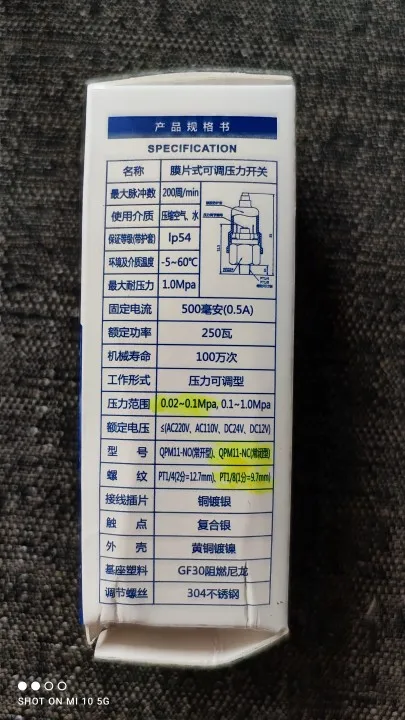 产品规格书
SPECIFICATION
名称 膜片式可调压力开关
最大脉冲数 200周/min
使用介质 压缩空气、水
保证等级(带护套) Ip54
环境及介质温度 -5~60℃
最大耐压力 1.0Mpa
固定电流 500毫安(0.5A)
额定功率 250瓦
机械寿命 100万次
工作形式 压力可调型
压力范围 0.02~0.1Mpa, 0.1~1.0Mpa
额定电压 ≤(AC220V、AC110V、DC24V、DC12V)
型号 QPM11-NO(常开型)、QPM11-NC(常闭型)
螺纹 PT1/4(2分=12.7mm)、PT1/8(1分=9.7mm)
接线插片 铜镀银
触点 复合银
外壳 黄铜镀镍
基座塑料 GF30阻燃尼龙
调节螺丝 304不锈钢
SHOT ON MI 10 5G